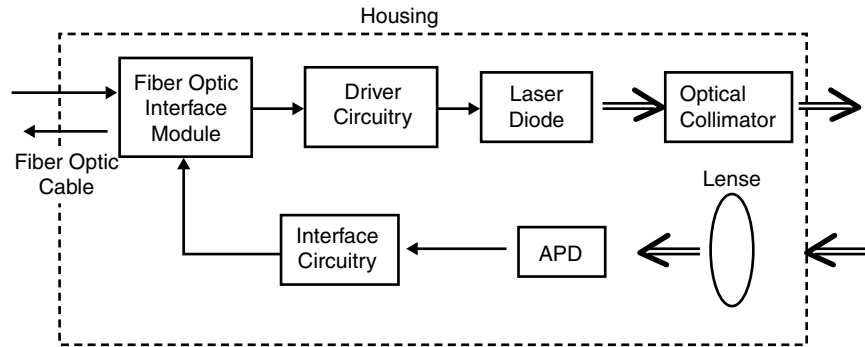 Housing
Fiber Optic
Interface
Module
Driver
Circuitry
Laser
Diode
Optical
Collimator
Fiber Optic
Cable
Lense
Interface
Circuitry
APD